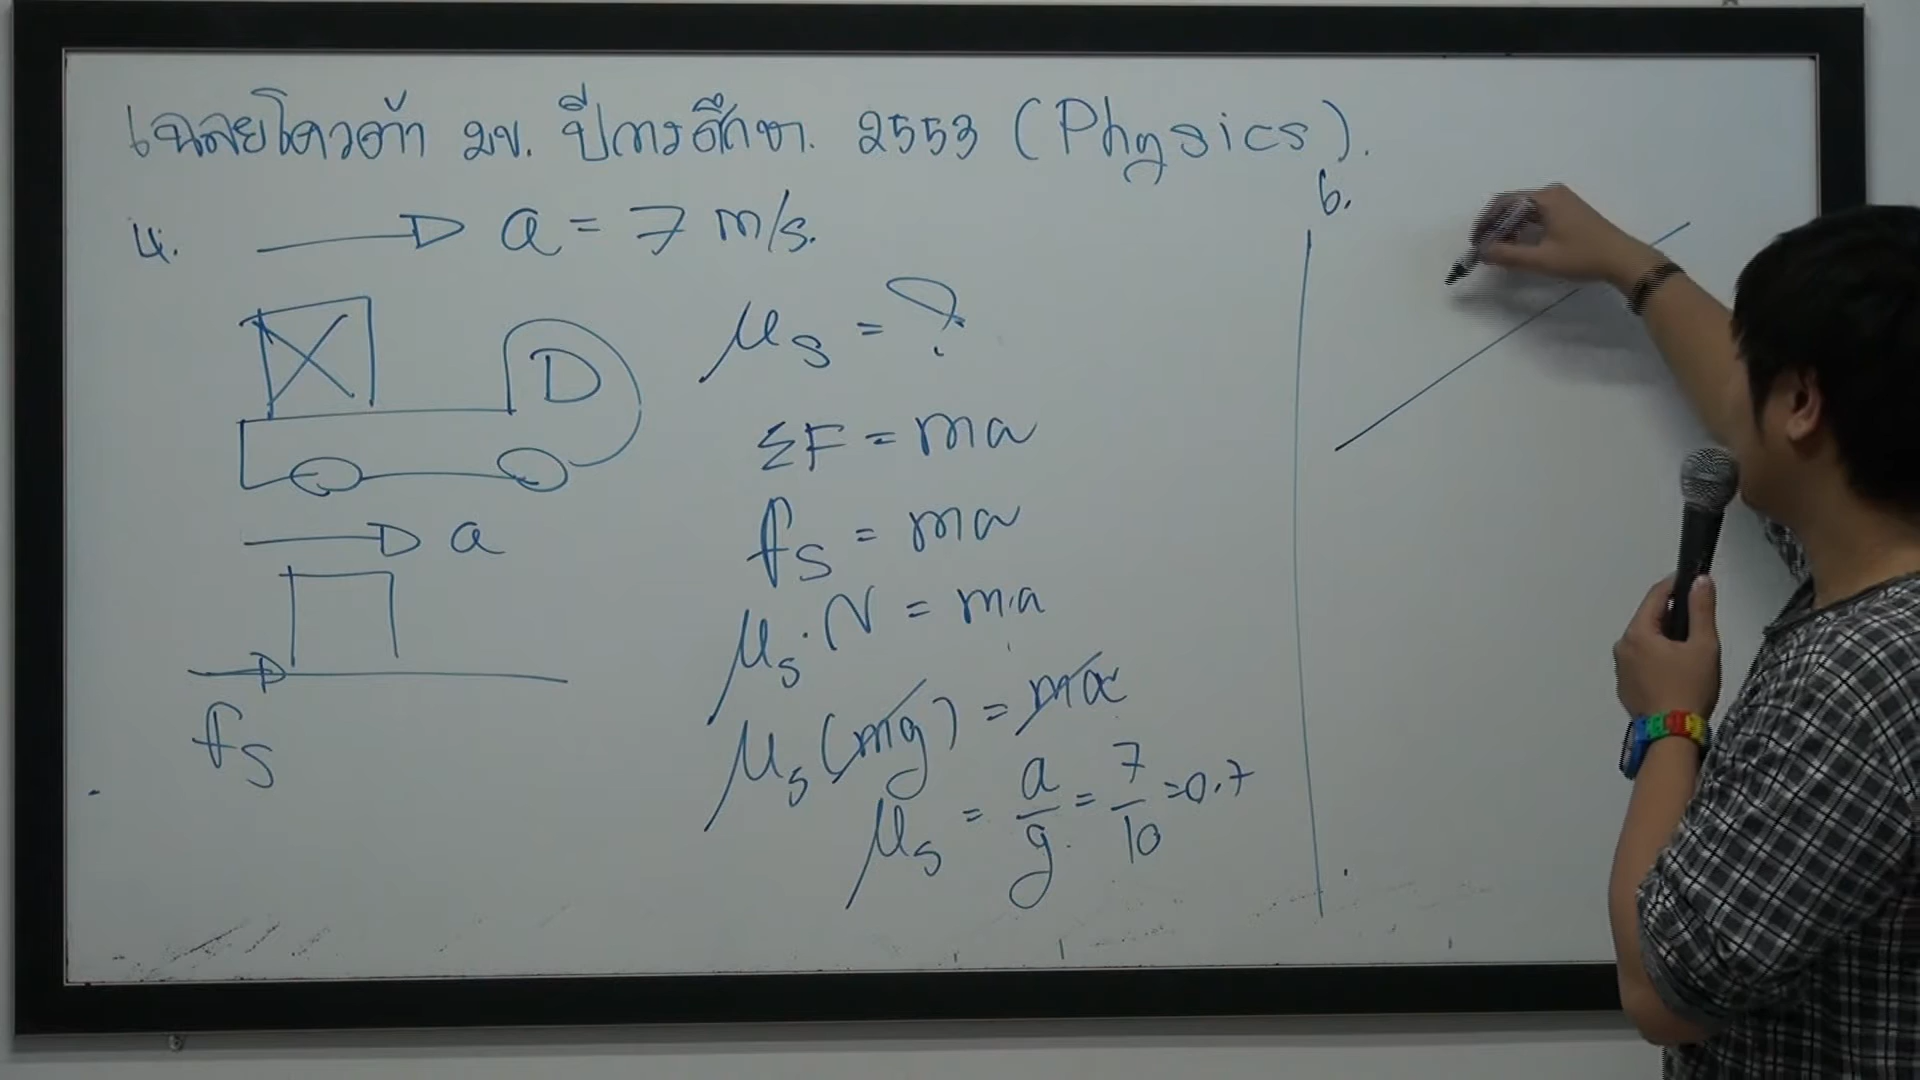 เฉลยโควต้า มข. ปีการศึกษา. 2553 (Physics).
4. a = 7 m/s.
D
μs = ?
ΣF = ma
a
fs = ma
μs·N = m·a
fs
μs(mg) = ma
μs = a/g = 7/10 = 0.7
6.